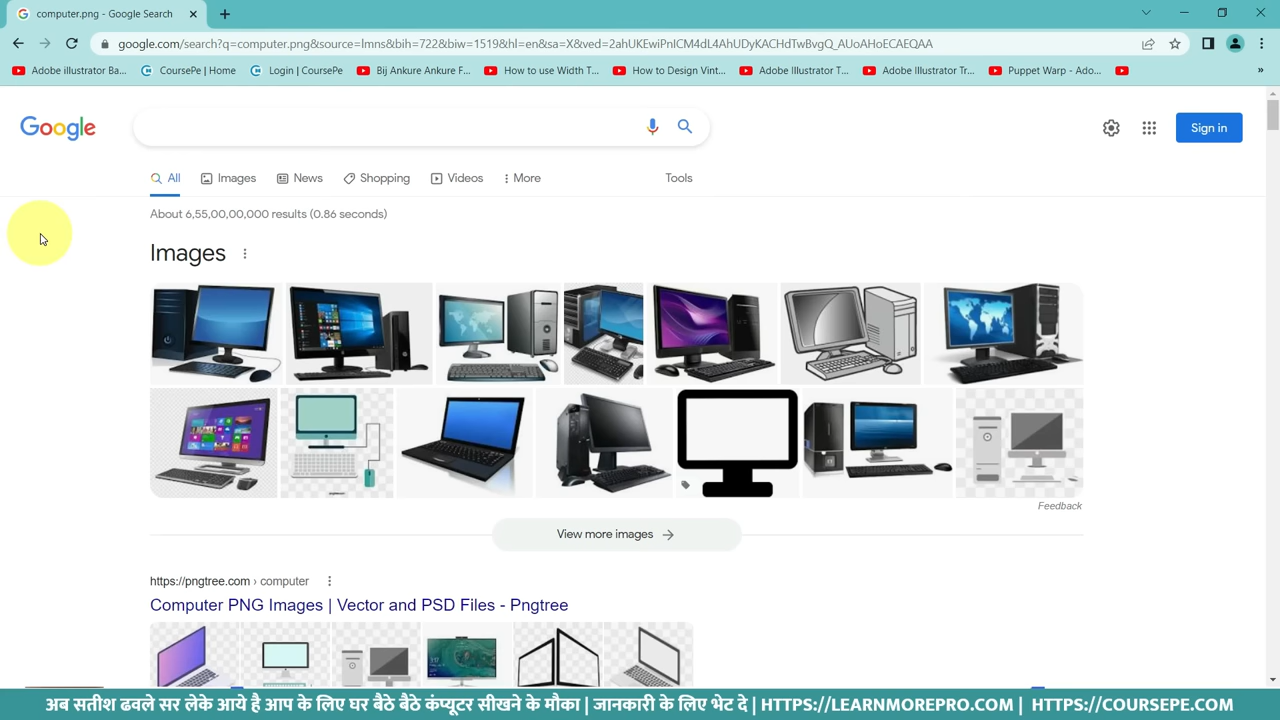 computer.png - Google Search
google.com/search?q=computer.png&source=lmns&bih=722&biw=1519&hl=en&sa=X&ved=2ahUKEwiPnICM4dL4AhUDyKACHdTwBvgQ_AUoAHoECAEQAA
Adobe illustrator Ba... CoursePe | Home Login | CoursePe Bij Ankure Ankure F... How to use Width T... How to Design Vint... Adobe Illustrator T... Adobe Illustrator Tr... Puppet Warp - Ado...
Google Sign in
All Images News Shopping Videos More Tools
About 6,55,00,00,000 results (0.86 seconds)
Images
Feedback
View more images
https://pngtree.com › computer
Computer PNG Images | Vector and PSD Files - Pngtree
अब सतीश ढवले सर लेके आये है आप के लिए घर बैठे बैठे कंप्यूटर सीखने के मौका | जानकारी के लिए भेट दे | HTTPS://LEARNMOREPRO.COM | HTTPS://COURSEPE.COM